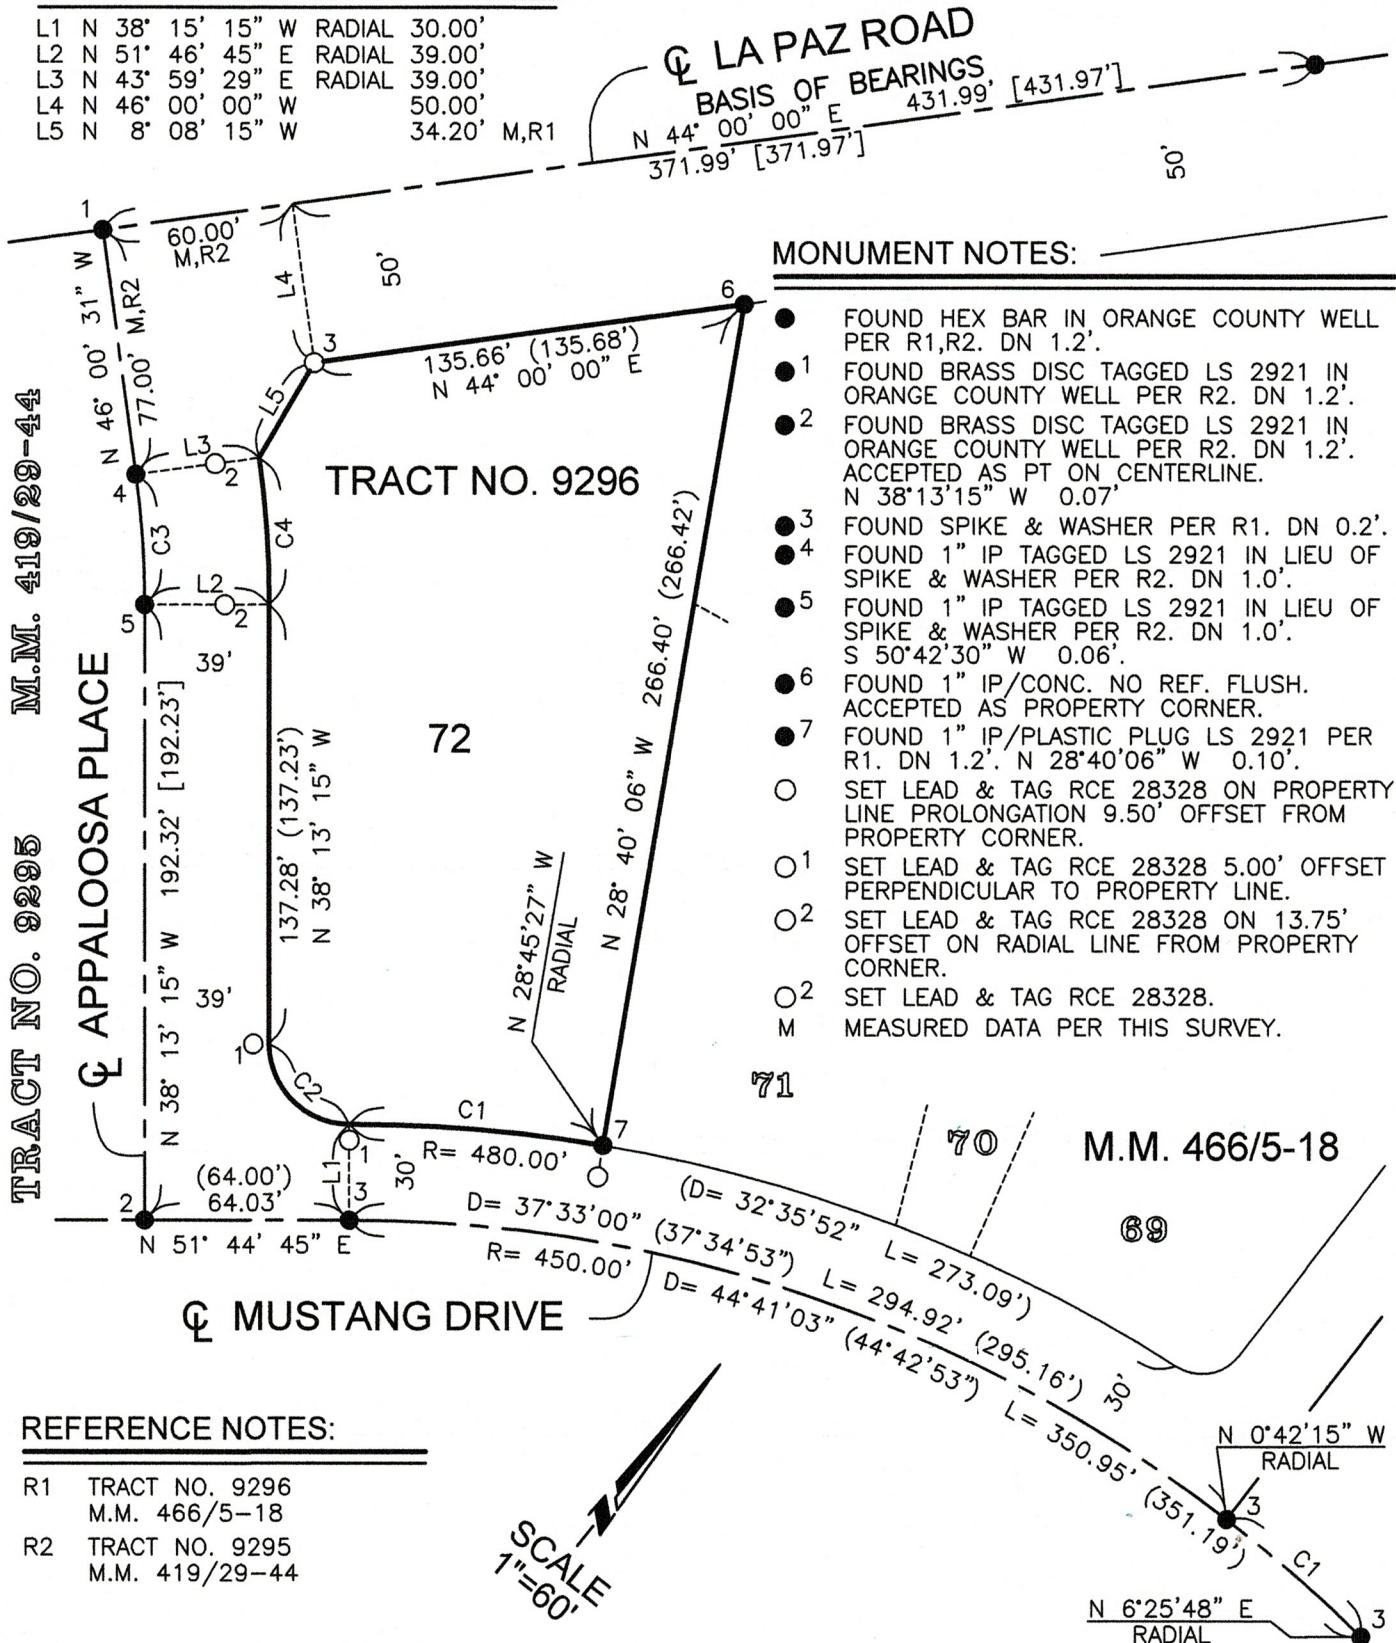 L1 N 38° 15' 15" W RADIAL 30.00'
L2 N 51° 46' 45" E RADIAL 39.00'
L3 N 43° 59' 29" E RADIAL 39.00'
L4 N 46° 00' 00" W 50.00'
L5 N 8° 08' 15" W 34.20' M,R1
℄ LA PAZ ROAD
BASIS OF BEARINGS
N 44° 00' 00" E 431.99' [431.97']
371.99' [371.97']
50'
1
60.00'
M,R2
N 46° 00' 31" W
77.00' M,R2
L4
50'
6
3
135.66' (135.68')
N 44° 00' 00" E
L5
L3
2
4
TRACT NO. 9296
C3
C4
L2
2
5
39'
72
N 28° 40' 06" W 266.40' (266.42')
M.M. 419/29-44
TRACT NO. 9295
℄ APPALOOSA PLACE
N 38° 13' 15" W 192.32' [192.23']
137.28' (137.23')
N 38° 13' 15" W
39'
1
C2
N 28°45'27" W
RADIAL
C1
R= 480.00'
7
1
L1
30'
(64.00')
64.03'
2
3
N 51° 44' 45" E
MONUMENT NOTES:
● FOUND HEX BAR IN ORANGE COUNTY WELL
PER R1,R2. DN 1.2'.
●1 FOUND BRASS DISC TAGGED LS 2921 IN
ORANGE COUNTY WELL PER R2. DN 1.2'.
●2 FOUND BRASS DISC TAGGED LS 2921 IN
ORANGE COUNTY WELL PER R2. DN 1.2'.
ACCEPTED AS PT ON CENTERLINE.
N 38°13'15" W 0.07'
●3 FOUND SPIKE & WASHER PER R1. DN 0.2'.
●4 FOUND 1" IP TAGGED LS 2921 IN LIEU OF
SPIKE & WASHER PER R2. DN 1.0'.
●5 FOUND 1" IP TAGGED LS 2921 IN LIEU OF
SPIKE & WASHER PER R2. DN 1.0'.
S 50°42'30" W 0.06'.
●6 FOUND 1" IP/CONC. NO REF. FLUSH.
ACCEPTED AS PROPERTY CORNER.
●7 FOUND 1" IP/PLASTIC PLUG LS 2921 PER
R1. DN 1.2'. N 28°40'06" W 0.10'.
○ SET LEAD & TAG RCE 28328 ON PROPERTY
LINE PROLONGATION 9.50' OFFSET FROM
PROPERTY CORNER.
○1 SET LEAD & TAG RCE 28328 5.00' OFFSET
PERPENDICULAR TO PROPERTY LINE.
○2 SET LEAD & TAG RCE 28328 ON 13.75'
OFFSET ON RADIAL LINE FROM PROPERTY
CORNER.
○2 SET LEAD & TAG RCE 28328.
M MEASURED DATA PER THIS SURVEY.
71
70
M.M. 466/5-18
69
(D= 32°35'52" L= 273.09')
D= 37°33'00" (37°34'53") L= 294.92' (295.16')
R= 450.00'
D= 44°41'03" (44°42'53") L= 350.95' (351.19')
30'
℄ MUSTANG DRIVE
N 0°42'15" W
RADIAL
3
C1
N 6°25'48" E
RADIAL
3
SCALE
1"=60'
REFERENCE NOTES:
R1 TRACT NO. 9296
M.M. 466/5-18
R2 TRACT NO. 9295
M.M. 419/29-44